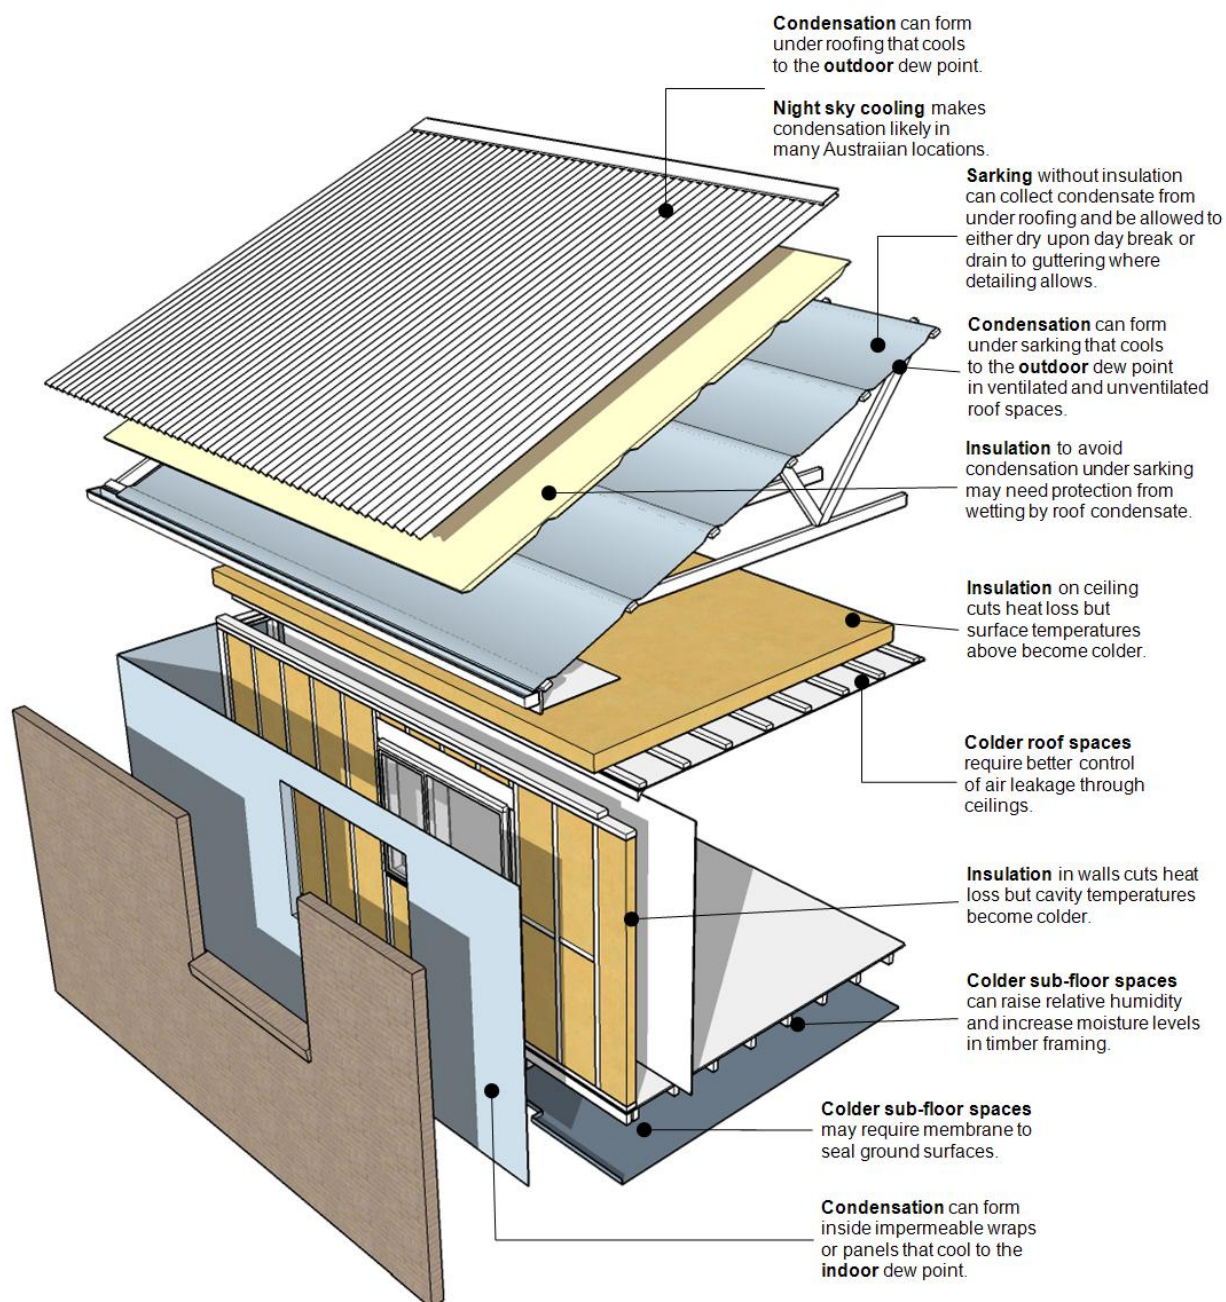 Condensation can form
under roofing that cools
to the outdoor dew point.
Night sky cooling makes
condensation likely in
many Austraiian locations.
Sarking without insulation
can collect condensate from
under roofing and be allowed to
either dry upon day break or
drain to guttering where
detailing allows.
Condensation can form
under sarking that cools
to the outdoor dew point
in ventilated and unventilated
roof spaces.
Insulation to avoid
condensation under sarking
may need protection from
wetting by roof condensate.
Insulation on ceiling
cuts heat loss but
surface temperatures
above become colder.
Colder roof spaces
require better control
of air leakage through
ceilings.
Insulation in walls cuts heat
loss but cavity temperatures
become colder.
Colder sub-floor spaces
can raise relative humidity
and increase moisture levels
in timber framing.
Colder sub-floor spaces
may require membrane to
seal ground surfaces.
Condensation can form
inside impermeable wraps
or panels that cool to the
indoor dew point.